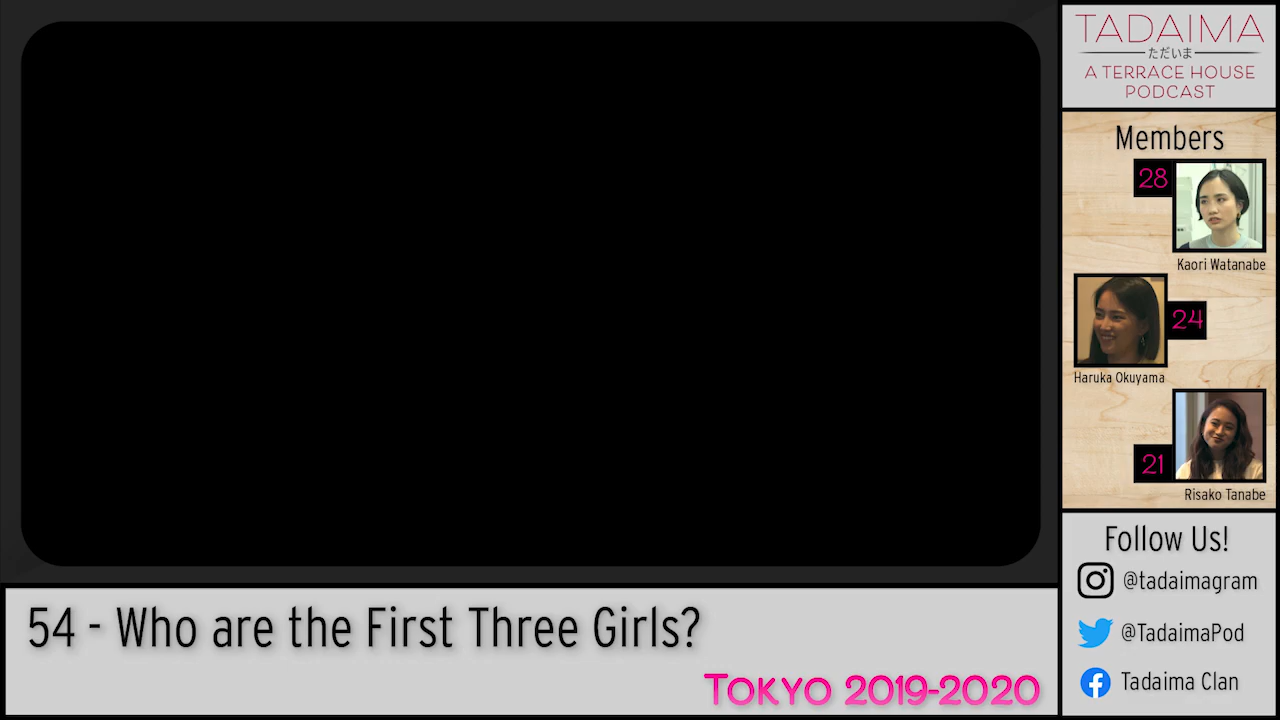 TADAIMA
ただいま
A TERRACE HOUSE
PODCAST
Members
28
Kaori Watanabe
24
Haruka Okuyama
21
Risako Tanabe
Follow Us!
@tadaimagram
@TadaimaPod
Tadaima Clan
54 - Who are the First Three Girls?
TOKYO 2019-2020